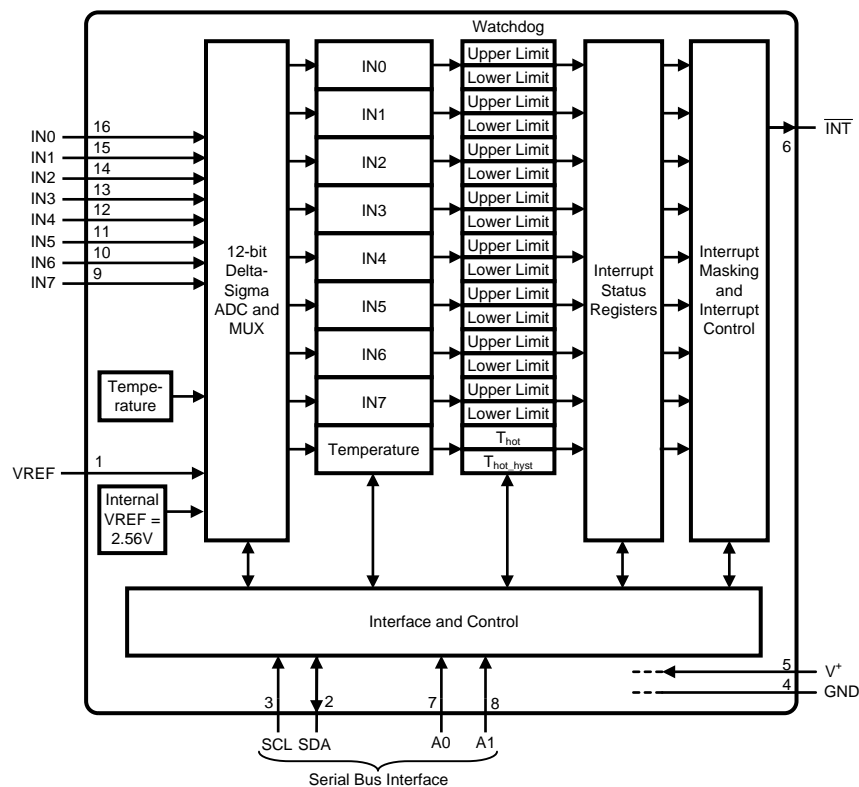 Watchdog
IN0
Upper Limit
Lower Limit
IN1
Upper Limit
Lower Limit
IN2
Upper Limit
Lower Limit
IN3
Upper Limit
Lower Limit
IN4
Upper Limit
Lower Limit
IN5
Upper Limit
Lower Limit
IN6
Upper Limit
Lower Limit
IN7
Upper Limit
Lower Limit
Temperature
Thot
Thot_hyst
IN0 16
IN1 15
IN2 14
IN3 13
IN4 12
IN5 11
IN6 10
IN7 9
12-bit
Delta-
Sigma
ADC and
MUX
Interrupt
Status
Registers
Interrupt
Masking
and
Interrupt
Control
INT
6
Tempe-
rature
VREF 1
Internal
VREF =
2.56V
Interface and Control
5 V+
4 GND
3 2 7 8
SCL SDA A0 A1
Serial Bus Interface